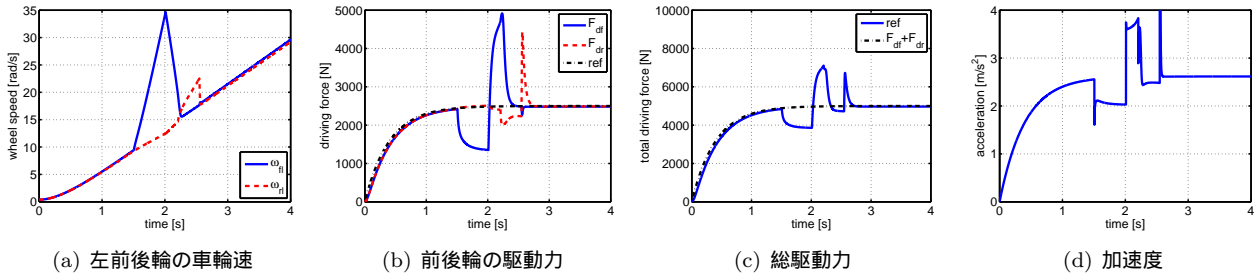 35
30
25
20
15
10
5
0
0 1 2 3 4
wheel speed [rad/s]
time [s]
ω_fl
ω_rl
(a) 左前後輪の車輪速
5000
4000
3000
2000
1000
0
0 1 2 3 4
driving force [N]
time [s]
F_df
F_dr
ref
(b) 前後輪の駆動力
10000
8000
6000
4000
2000
0
0 1 2 3 4
total driving force [N]
time [s]
ref
F_df+F_dr
(c) 総駆動力
4
3
2
1
0
0 1 2 3 4
acceleration [m/s²]
time [s]
(d) 加速度